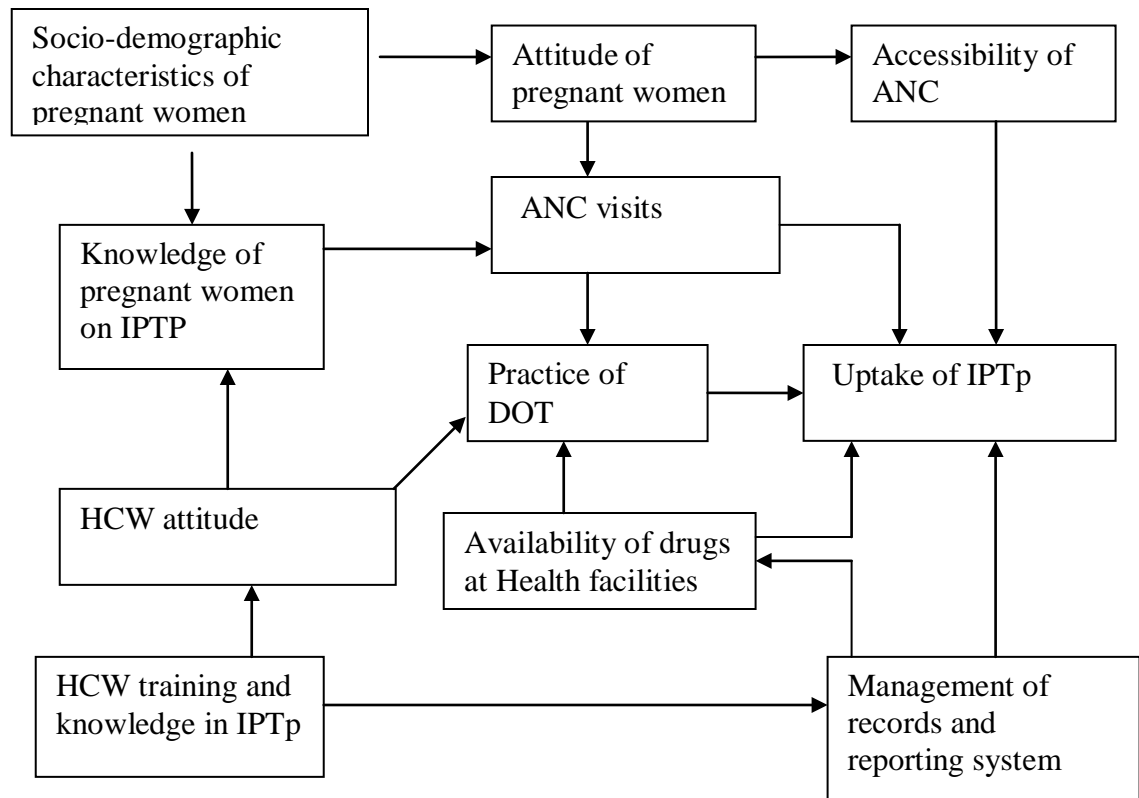 Socio-demographic
characteristics of
pregnant women
Attitude of
pregnant women
Accessibility of
ANC
ANC visits
Knowledge of
pregnant women
on IPTP
Practice of
DOT
Uptake of IPTp
HCW attitude
Availability of drugs
at Health facilities
HCW training and
knowledge in IPTp
Management of
records and
reporting system